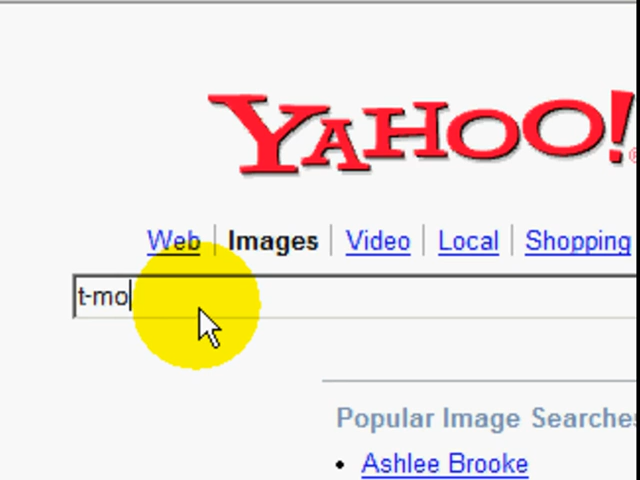 YAHOO!
Web Images Video Local Shopping
t-mo
Popular Image Searches
• Ashlee Brooke